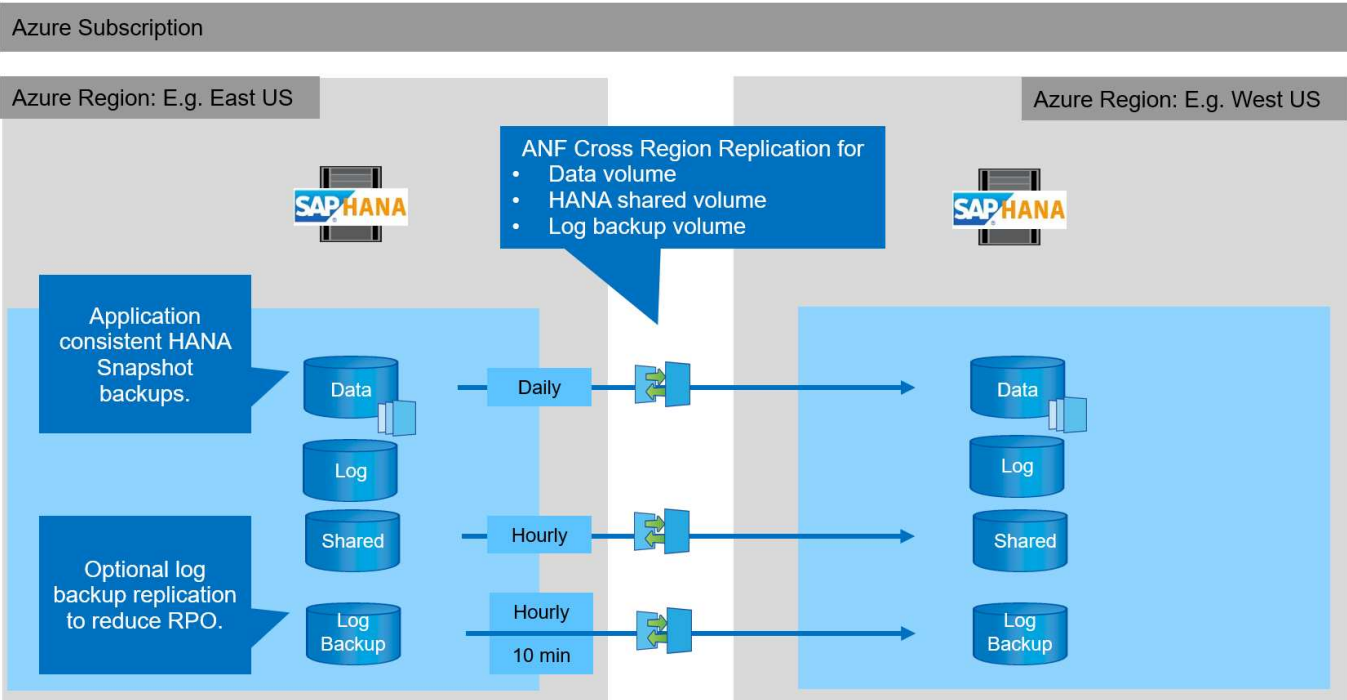 Azure Subscription
Azure Region: E.g. East US
Azure Region: E.g. West US
ANF Cross Region Replication for
• Data volume
• HANA shared volume
• Log backup volume
SAP HANA
®
SAP HANA
®
Application
consistent HANA
Snapshot
backups.
Data
Daily
Data
Log
Log
Shared
Hourly
Shared
Optional log
backup replication
to reduce RPO.
Log
Backup
Hourly
10 min
Log
Backup